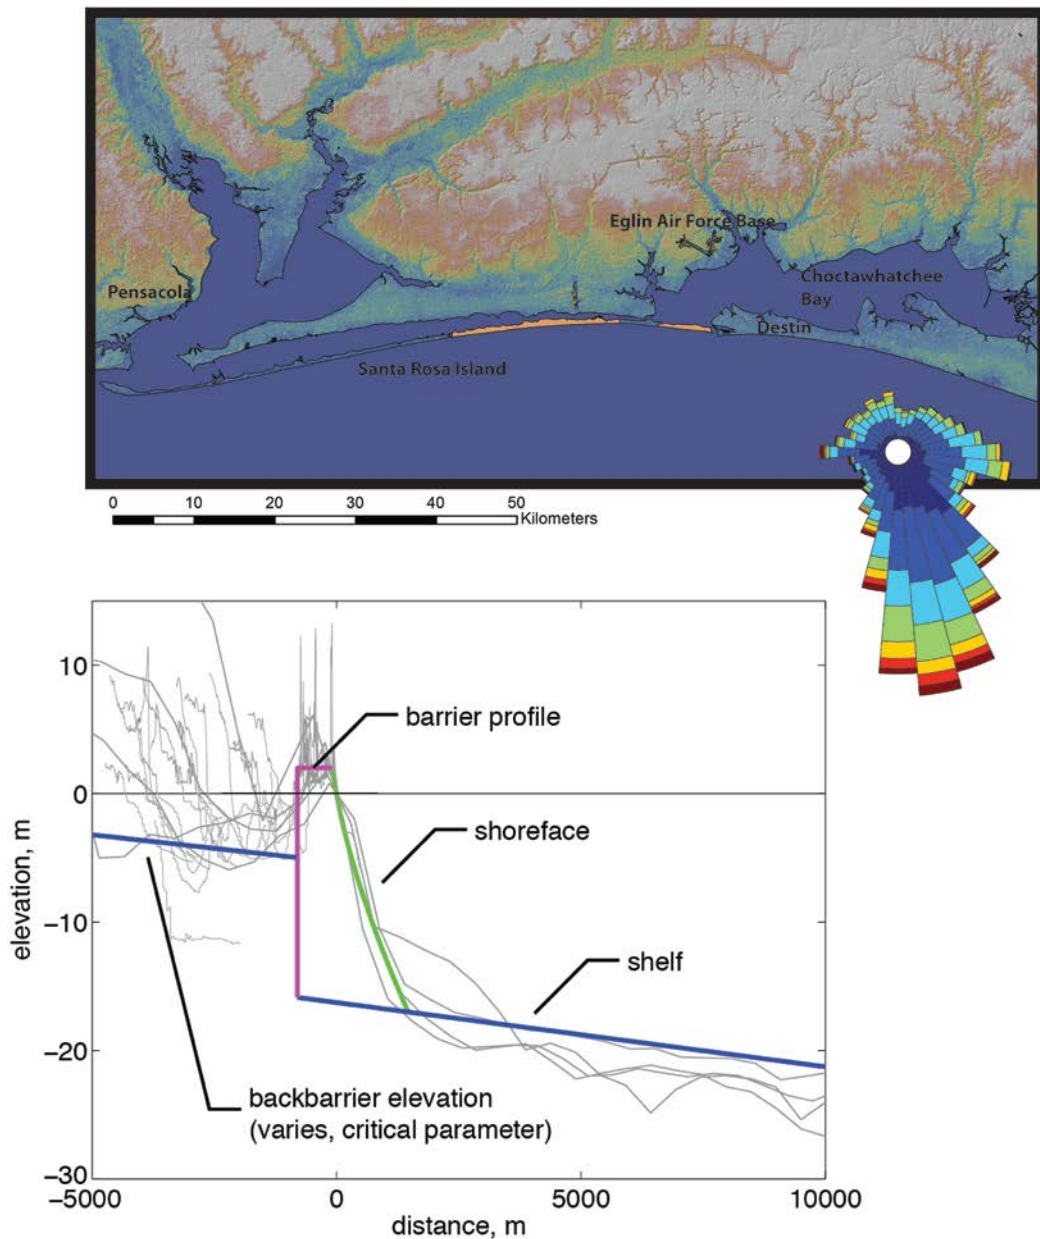 Eglin Air Force Base
Choctawhatchee
Bay
Pensacola
Destin
Santa Rosa Island
0 10 20 30 40 50
Kilometers
10
barrier profile
0
shoreface
elevation, m
−10
shelf
−20
backbarrier elevation
(varies, critical parameter)
−30
−5000 0 5000 10000
distance, m